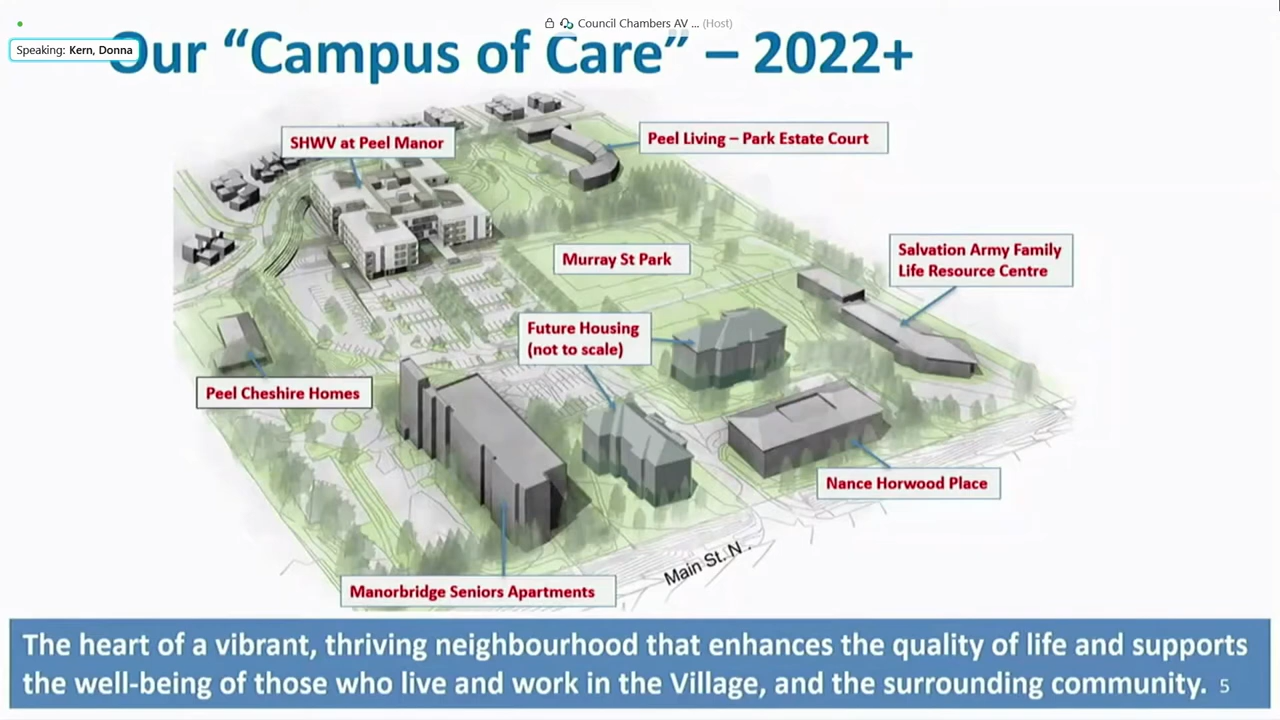 Council Chambers AV ... (Host)
Speaking: Kern, Donna
Our “Campus of Care” – 2022+
SHWV at Peel Manor
Peel Living – Park Estate Court
Murray St Park
Salvation Army Family
Life Resource Centre
Future Housing
(not to scale)
Peel Cheshire Homes
Nance Horwood Place
Manorbridge Seniors Apartments
Main St. N.
The heart of a vibrant, thriving neighbourhood that enhances the quality of life and supports
the well-being of those who live and work in the Village, and the surrounding community. 5